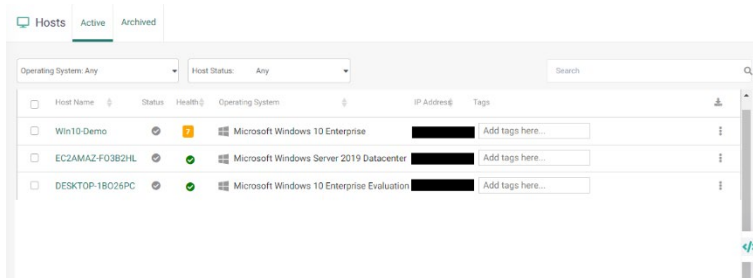 Hosts Active Archived
Operating System: Any Host Status: Any Search
Host Name Status Health Operating System IP Address Tags
WIn10-Demo 7 Microsoft Windows 10 Enterprise Add tags here...
EC2AMAZ-F03B2HL Microsoft Windows Server 2019 Datacenter Add tags here...
DESKTOP-1BO26PC Microsoft Windows 10 Enterprise Evaluation Add tags here...